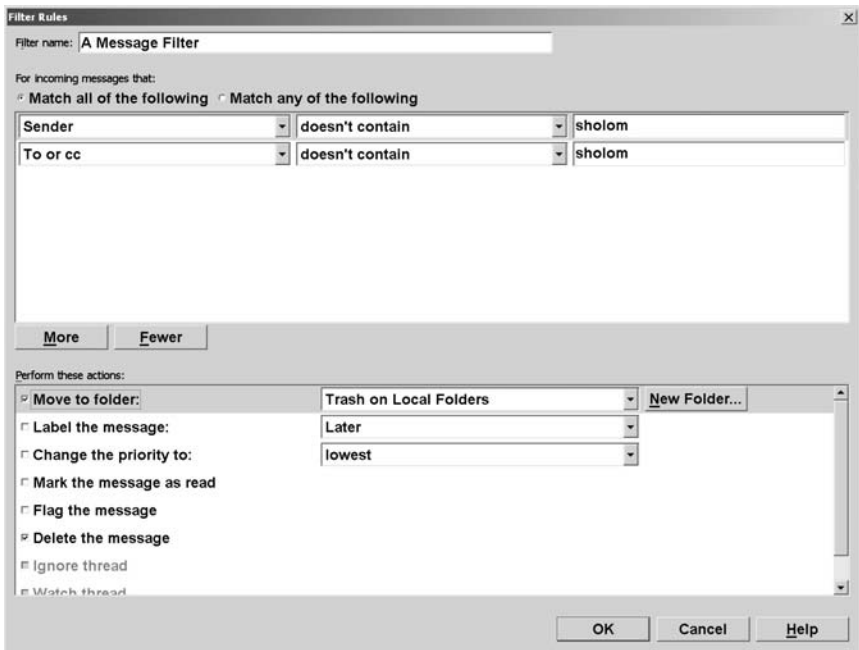 Filter Rules
Filter name: A Message Filter
For incoming messages that:
Match all of the following Match any of the following
Sender doesn't contain sholom
To or cc doesn't contain sholom
More Fewer
Perform these actions:
Move to folder: Trash on Local Folders New Folder...
Label the message: Later
Change the priority to: lowest
Mark the message as read
Flag the message
Delete the message
Ignore thread
Watch thread
OK Cancel Help